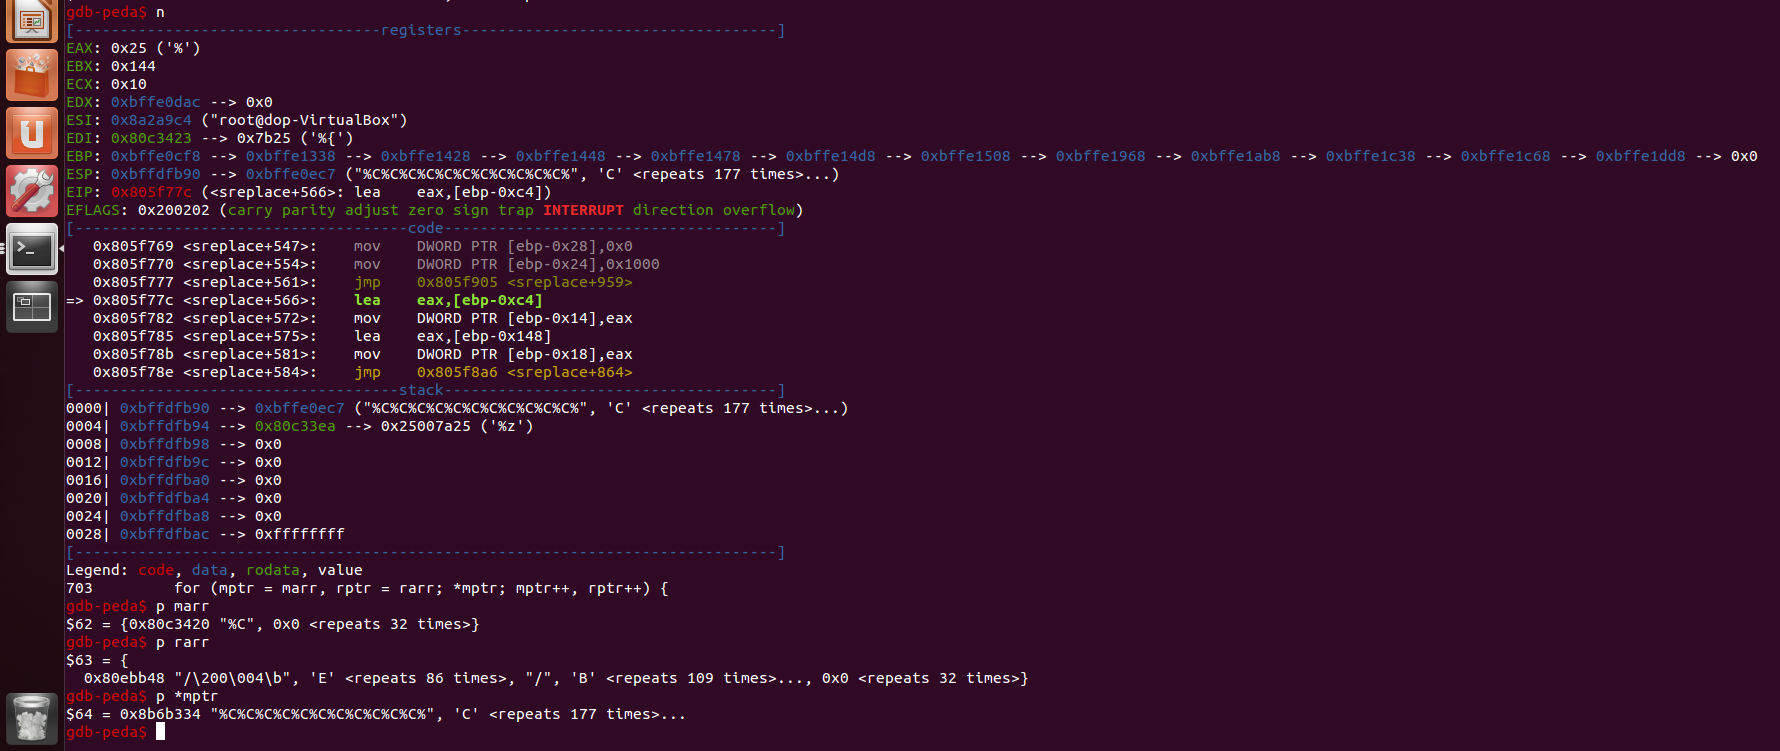 gdb-peda$ n
[----------------------------------registers-----------------------------------]
EAX: 0x25 ('%')
EBX: 0x144
ECX: 0x10
EDX: 0xbffe0dac --> 0x0
ESI: 0x8a2a9c4 ("root@dop-VirtualBox")
EDI: 0x80c3423 --> 0x7b25 ('%{')
EBP: 0xbffe0cf8 --> 0xbffe1338 --> 0xbffe1428 --> 0xbffe1448 --> 0xbffe1478 --> 0xbffe14d8 --> 0xbffe1508 --> 0xbffe1968 --> 0xbffe1ab8 --> 0xbffe1c38 --> 0xbffe1c68 --> 0xbffe1dd8 --> 0x0
ESP: 0xbffdfb90 --> 0xbffe0ec7 ("%C%C%C%C%C%C%C%C%C%C%C%", 'C' <repeats 177 times>...)
EIP: 0x805f77c (<sreplace+566>: lea    eax,[ebp-0xc4])
EFLAGS: 0x200202 (carry parity adjust zero sign trap INTERRUPT direction overflow)
[-------------------------------------code-------------------------------------]
   0x805f769 <sreplace+547>:    mov    DWORD PTR [ebp-0x28],0x0
   0x805f770 <sreplace+554>:    mov    DWORD PTR [ebp-0x24],0x1000
   0x805f777 <sreplace+561>:    jmp    0x805f905 <sreplace+959>
=> 0x805f77c <sreplace+566>:    lea    eax,[ebp-0xc4]
   0x805f782 <sreplace+572>:    mov    DWORD PTR [ebp-0x14],eax
   0x805f785 <sreplace+575>:    lea    eax,[ebp-0x148]
   0x805f78b <sreplace+581>:    mov    DWORD PTR [ebp-0x18],eax
   0x805f78e <sreplace+584>:    jmp    0x805f8a6 <sreplace+864>
[------------------------------------stack-------------------------------------]
0000| 0xbffdfb90 --> 0xbffe0ec7 ("%C%C%C%C%C%C%C%C%C%C%C%", 'C' <repeats 177 times>...)
0004| 0xbffdfb94 --> 0x80c33ea --> 0x25007a25 ('%z')
0008| 0xbffdfb98 --> 0x0
0012| 0xbffdfb9c --> 0x0
0016| 0xbffdfba0 --> 0x0
0020| 0xbffdfba4 --> 0x0
0024| 0xbffdfba8 --> 0x0
0028| 0xbffdfbac --> 0xffffffff
[------------------------------------------------------------------------------]
Legend: code, data, rodata, value
703         for (mptr = marr, rptr = rarr; *mptr; mptr++, rptr++) {
gdb-peda$ p marr
$62 = {0x80c3420 "%C", 0x0 <repeats 32 times>}
gdb-peda$ p rarr
$63 = {
  0x80ebb48 "/\200\004\b", 'E' <repeats 86 times>, "/", 'B' <repeats 109 times>..., 0x0 <repeats 32 times>}
gdb-peda$ p *mptr
$64 = 0x8b6b334 "%C%C%C%C%C%C%C%C%C%C%C%", 'C' <repeats 177 times>...
gdb-peda$